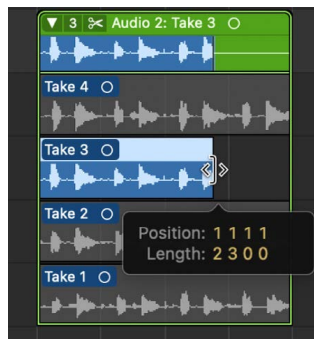 3 Audio 2: Take 3
Take 4
Take 3
Take 2
Position: 1 1 1 1
Length: 2 3 0 0
Take 1